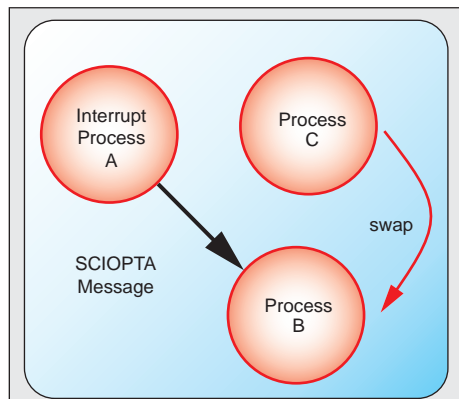 Interrupt
Process
A
Process
C
swap
SCIOPTA
Message
Process
B